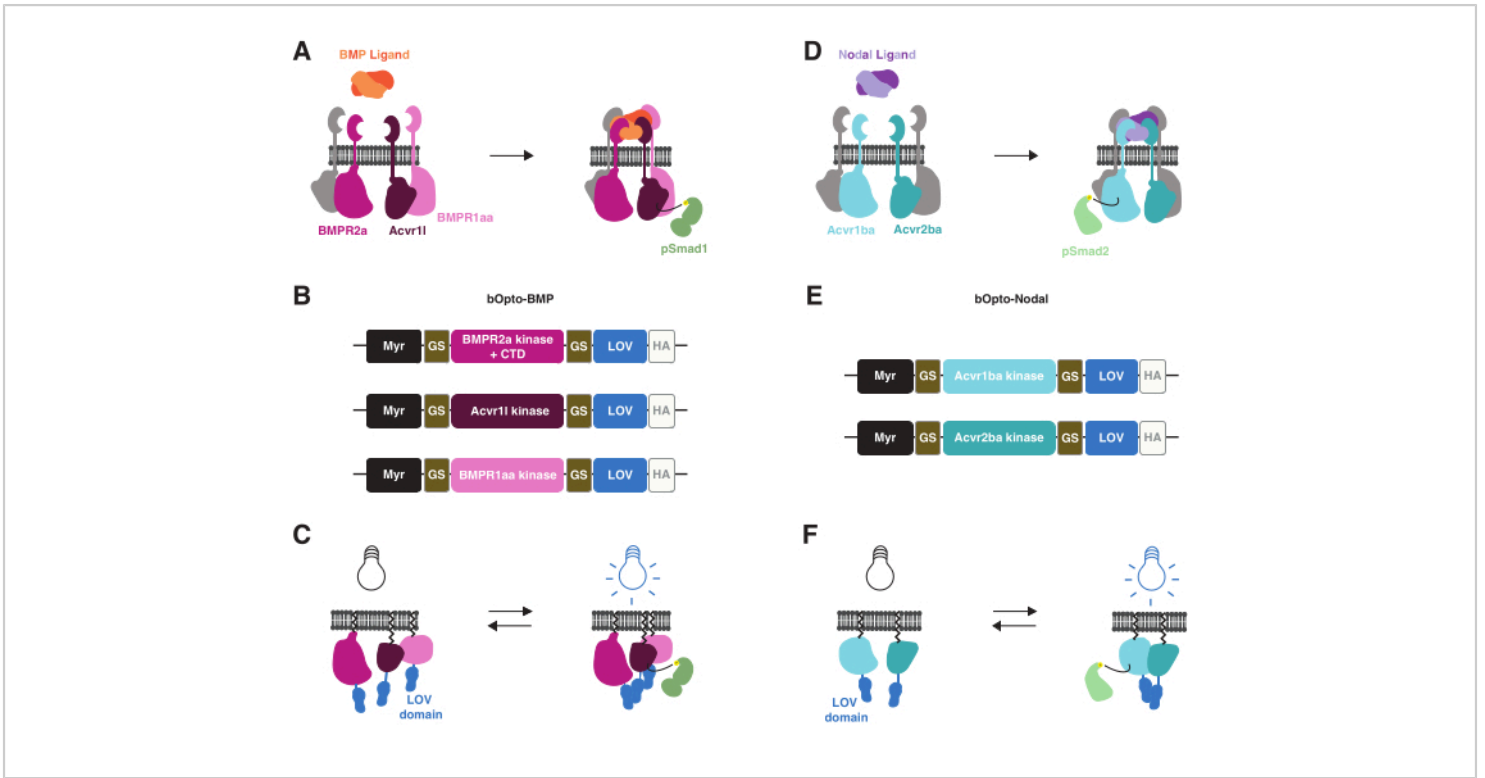 A
BMP Ligand
BMPR2a
Acvr1l
BMPR1aa
pSmad1
B
bOpto-BMP
Myr GS BMPR2a kinase + CTD GS LOV HA
Myr GS Acvr1l kinase GS LOV HA
Myr GS BMPR1aa kinase GS LOV HA
C
LOV
domain
D
Nodal Ligand
Acvr1ba
Acvr2ba
pSmad2
E
bOpto-Nodal
Myr GS Acvr1ba kinase GS LOV HA
Myr GS Acvr2ba kinase GS LOV HA
F
LOV
domain